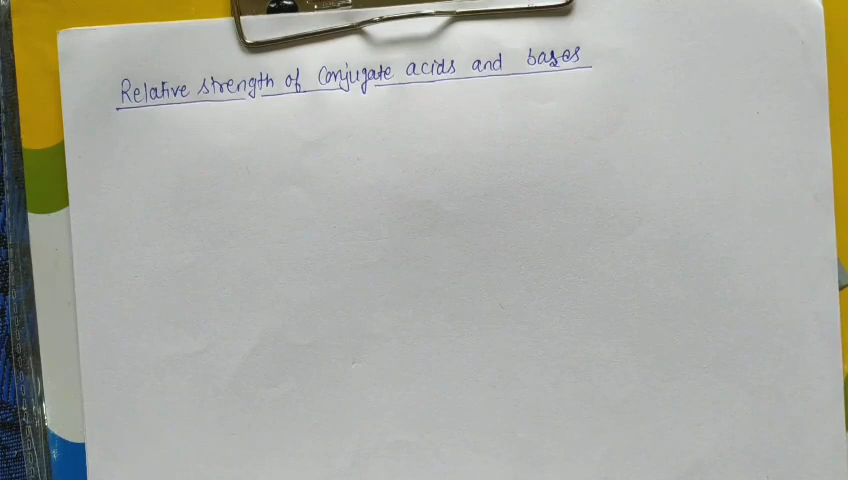 Relative strength of conjugate acids and bases